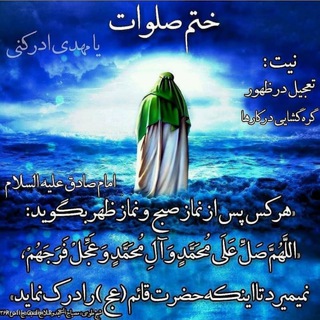 ختم صلوات
یا مهدی ادرکنی
نیت:
تعجیل در ظهور
گره گشایی در کارها
امام صادق علیه السلام
«هرکس پس از نماز صبح و نماز ظهر بگوید:
اللَّهُمَّ صَلِّ عَلَى مُحَمَّدٍ وَآلِ مُحَمَّدٍ وَعَجِّلْ فَرَجَهُمْ،
نمیمیرد تا اینکه حضرت قائم (عج) را درک نماید»